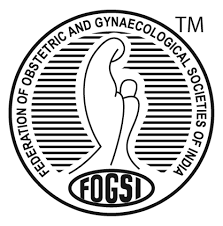 TM
FEDERATION OF OBSTETRIC AND GYNAECOLOGICAL SOCIETIES OF INDIA
FOGSI